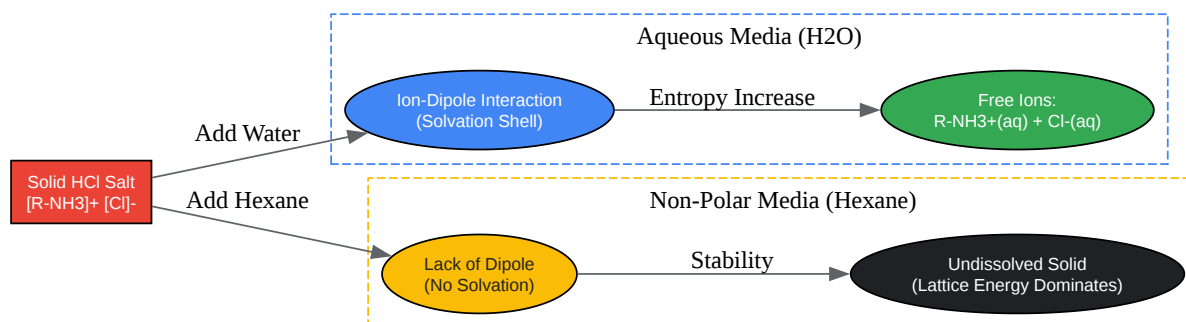 Aqueous Media (H2O)
Ion-Dipole Interaction
(Solvation Shell)
Entropy Increase
Free Ions:
R-NH3+(aq) + Cl-(aq)
Add Water
Solid HCl Salt
[R-NH3]+ [Cl]-
Add Hexane
Non-Polar Media (Hexane)
Lack of Dipole
(No Solvation)
Stability
Undissolved Solid
(Lattice Energy Dominates)